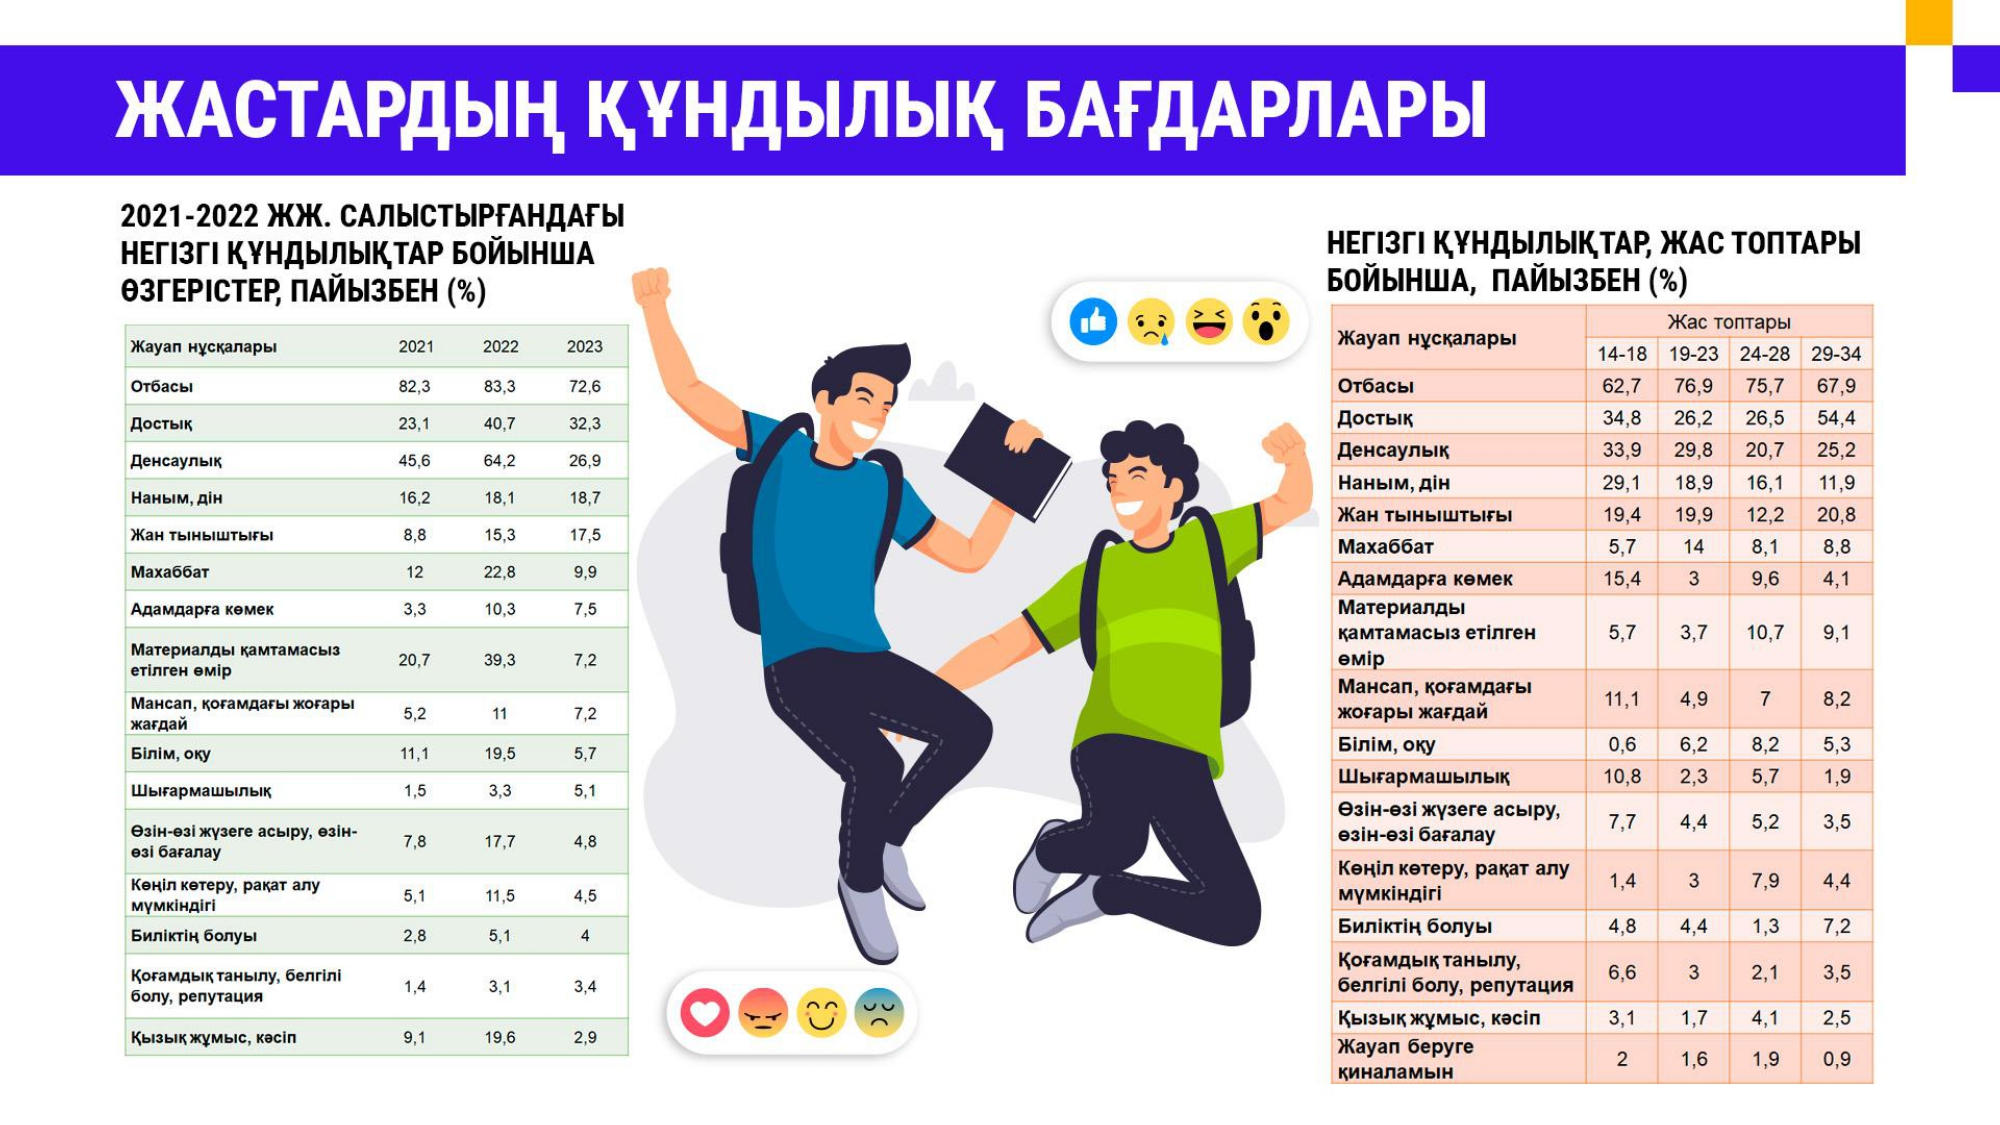 ЖАСТАРДЫҢ ҚҰНДЫЛЫҚ БАҒДАРЛАРЫ
2021-2022 ЖЖ. САЛЫСТЫРҒАНДАҒЫ
НЕГІЗГІ ҚҰНДЫЛЫҚТАР БОЙЫНША
ӨЗГЕРІСТЕР, ПАЙЫЗБЕН (%)
Жауап нұсқалары 2021 2022 2023
Отбасы 82,3 83,3 72,6
Достық 23,1 40,7 32,3
Денсаулық 45,6 64,2 26,9
Наным, дін 16,2 18,1 18,7
Жан тыныштығы 8,8 15,3 17,5
Махаббат 12 22,8 9,9
Адамдарға көмек 3,3 10,3 7,5
Материалды қамтамасыз
етілген өмір 20,7 39,3 7,2
Мансап, қоғамдағы жоғары
жағдай 5,2 11 7,2
Білім, оқу 11,1 19,5 5,7
Шығармашылық 1,5 3,3 5,1
Өзін-өзі жүзеге асыру, өзін-
өзі бағалау 7,8 17,7 4,8
Көңіл көтеру, рақат алу
мүмкіндігі 5,1 11,5 4,5
Биліктің болуы 2,8 5,1 4
Қоғамдық танылу, белгілі
болу, репутация 1,4 3,1 3,4
Қызық жұмыс, кәсіп 9,1 19,6 2,9
НЕГІЗГІ ҚҰНДЫЛЫҚТАР, ЖАС ТОПТАРЫ
БОЙЫНША, ПАЙЫЗБЕН (%)
Жауап нұсқалары Жас топтары
14-18 19-23 24-28 29-34
Отбасы 62,7 76,9 75,7 67,9
Достық 34,8 26,2 26,5 54,4
Денсаулық 33,9 29,8 20,7 25,2
Наным, дін 29,1 18,9 16,1 11,9
Жан тыныштығы 19,4 19,9 12,2 20,8
Махаббат 5,7 14 8,1 8,8
Адамдарға көмек 15,4 3 9,6 4,1
Материалды
қамтамасыз етілген 5,7 3,7 10,7 9,1
өмір
Мансап, қоғамдағы
жоғары жағдай 11,1 4,9 7 8,2
Білім, оқу 0,6 6,2 8,2 5,3
Шығармашылық 10,8 2,3 5,7 1,9
Өзін-өзі жүзеге асыру,
өзін-өзі бағалау 7,7 4,4 5,2 3,5
Көңіл көтеру, рақат алу
мүмкіндігі 1,4 3 7,9 4,4
Биліктің болуы 4,8 4,4 1,3 7,2
Қоғамдық танылу,
белгілі болу, репутация 6,6 3 2,1 3,5
Қызық жұмыс, кәсіп 3,1 1,7 4,1 2,5
Жауап беруге
қиналамын 2 1,6 1,9 0,9